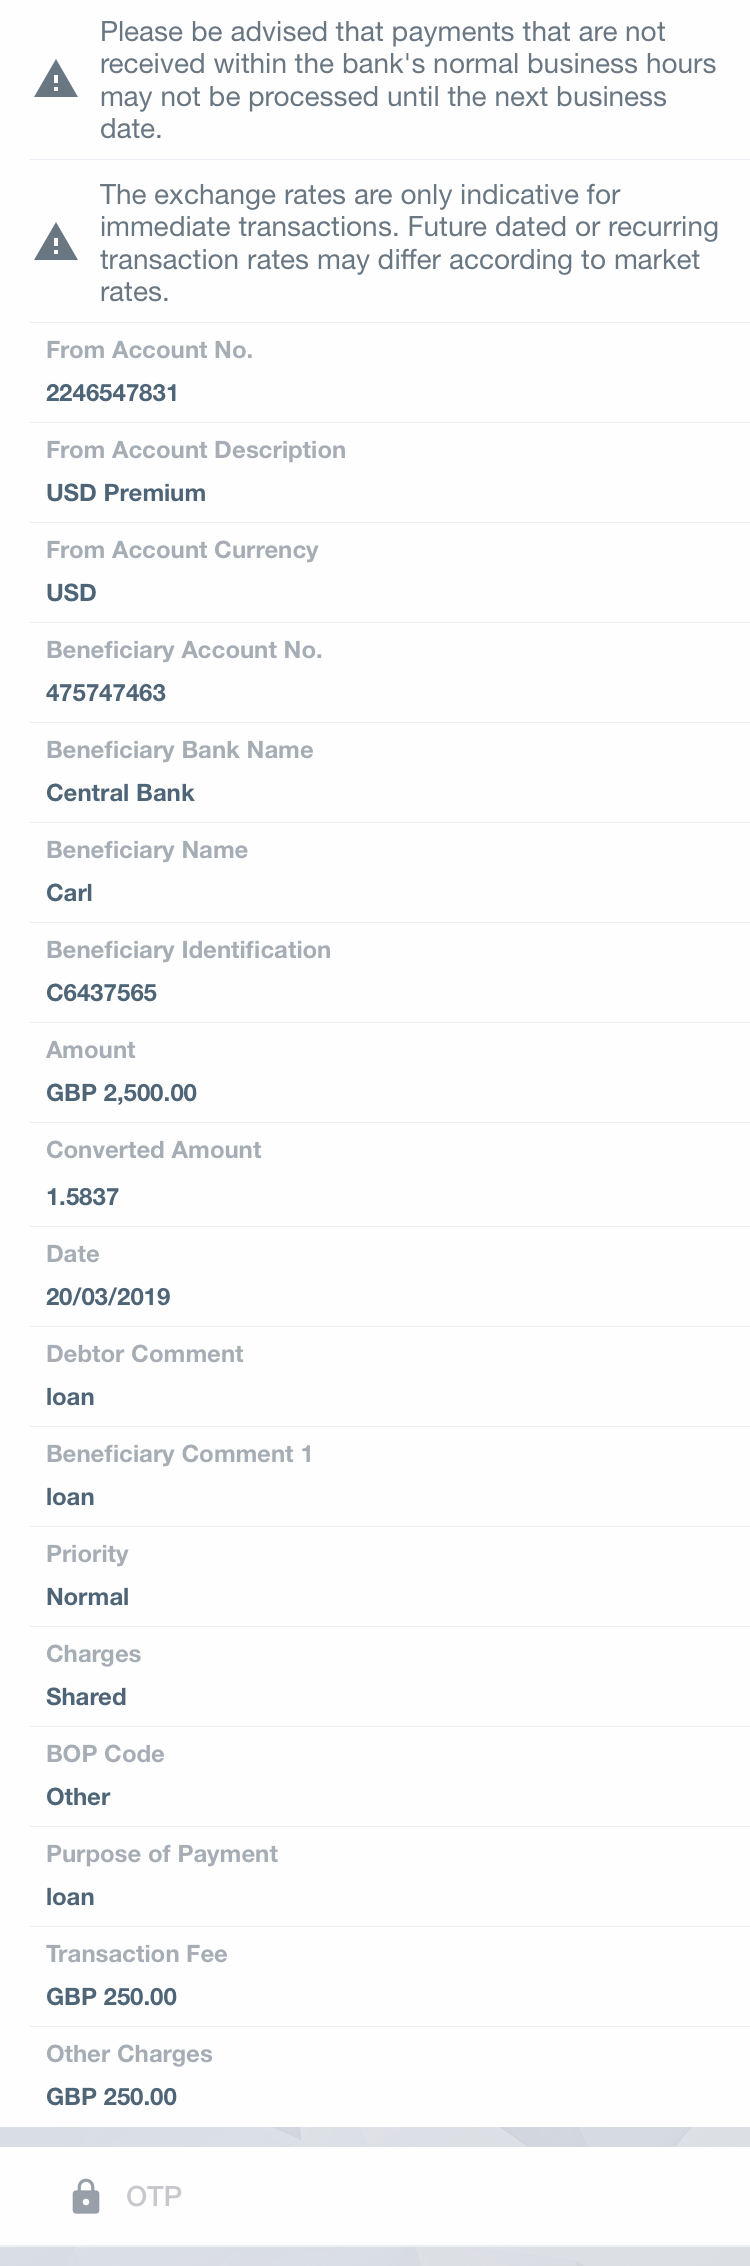 Please be advised that payments that are not
received within the bank's normal business hours
may not be processed until the next business
date.
The exchange rates are only indicative for
immediate transactions. Future dated or recurring
transaction rates may differ according to market
rates.
From Account No.
2246547831
From Account Description
USD Premium
From Account Currency
USD
Beneficiary Account No.
475747463
Beneficiary Bank Name
Central Bank
Beneficiary Name
Carl
Beneficiary Identification
C6437565
Amount
GBP 2,500.00
Converted Amount
1.5837
Date
20/03/2019
Debtor Comment
loan
Beneficiary Comment 1
loan
Priority
Normal
Charges
Shared
BOP Code
Other
Purpose of Payment
loan
Transaction Fee
GBP 250.00
Other Charges
GBP 250.00
OTP